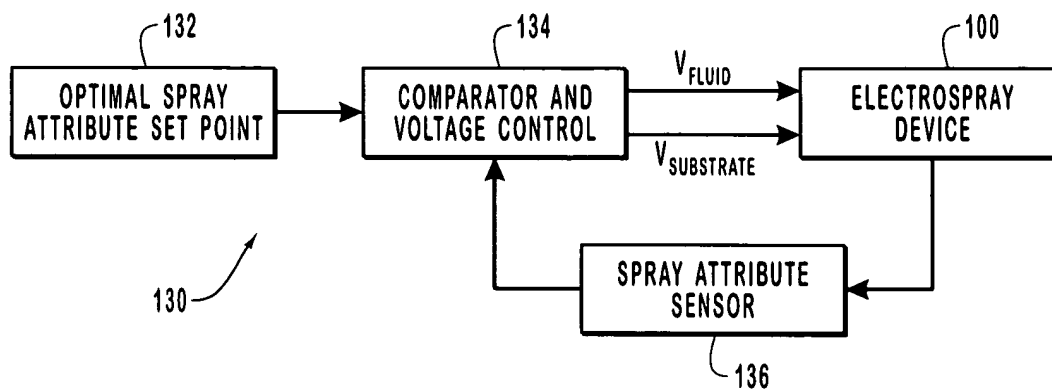 132
OPTIMAL SPRAY
ATTRIBUTE SET POINT
134
COMPARATOR AND
VOLTAGE CONTROL
V_FLUID
V_SUBSTRATE
100
ELECTROSPRAY
DEVICE
130
SPRAY ATTRIBUTE
SENSOR
136